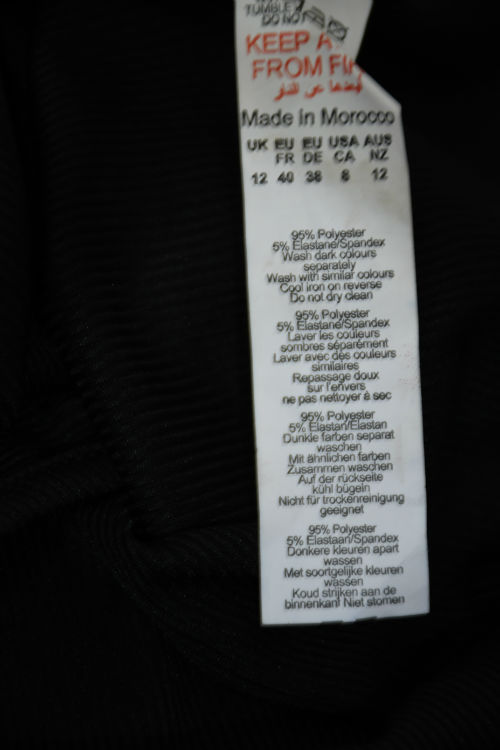 TUMBLE
DO NOT
KEEP A
FROM FI
Made in Morocco
UK EU EU USA AUS
FR DE CA NZ
12 40 38 8 12
95% Polyester
5% Elastane/Spandex
Wash dark colours
separately
Wash with similar colours
Cool iron on reverse
Do not dry clean
95% Polyester
5% Elastane/Spandex
Laver les couleurs
sombres séparément
Laver avec des couleurs
similaires
Repassage doux
sur l'envers
ne pas nettoyer à sec
95% Polyester
5% Elastan/Elastan
Dunkle farben separat
waschen
Mit ähnlichen farben
Zusammen waschen
Auf der rückseite
kühl bügeln
Nicht für trockenreinigung
geeignet
95% Polyester
5% Elastaan/Spandex
Donkere kleuren apart
wassen
Met soortgelijke kleuren
wassen
Koud strijken aan de
binnenkant Niet stomen